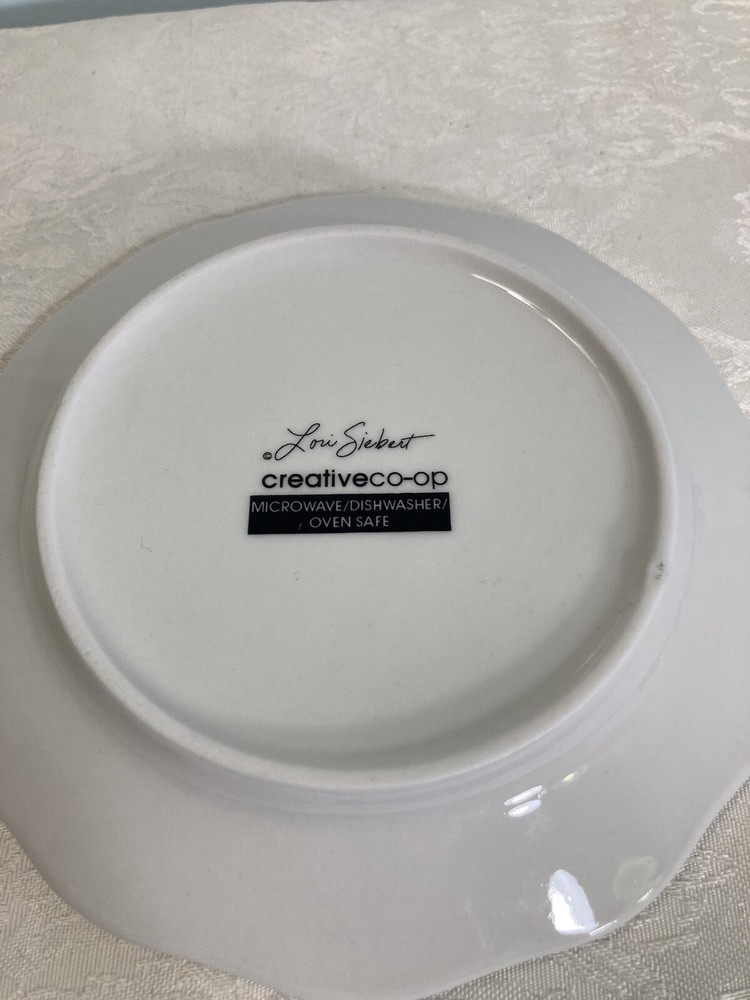 © Lori Siebert
creativeco-op
MICROWAVE/DISHWASHER/
OVEN SAFE